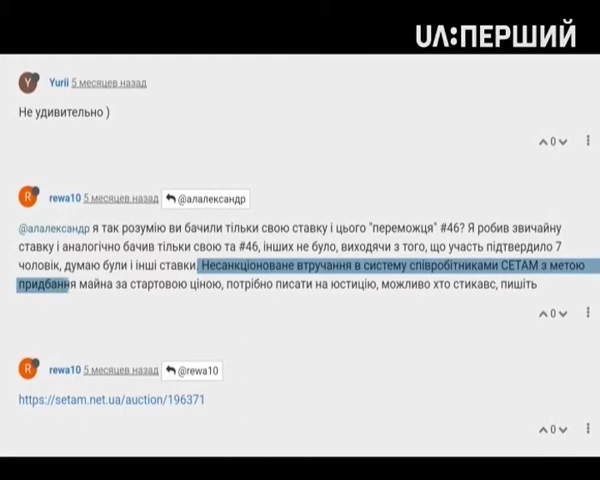 UA:ПЕРШИЙ
Y Yurii 5 месяцев назад
Не удивительно )
0
R rewa10 5 месяцев назад @алалександр
@алалександр я так розумію ви бачили тільки свою ставку і цього "переможця" #46? Я робив звичайну
ставку і аналогічно бачив тільки свою та #46, інших не було, виходячи з того, що участь підтвердило 7
чоловік, думаю були і інші ставки. Несанкціоноване втручання в систему співробітниками СЕТАМ з метою
придбання майна за стартовою ціною, потрібно писати на юстицію, можливо хто стикавс, пишіть
0
R rewa10 5 месяцев назад @rewa10
https://setam.net.ua/auction/196371
0